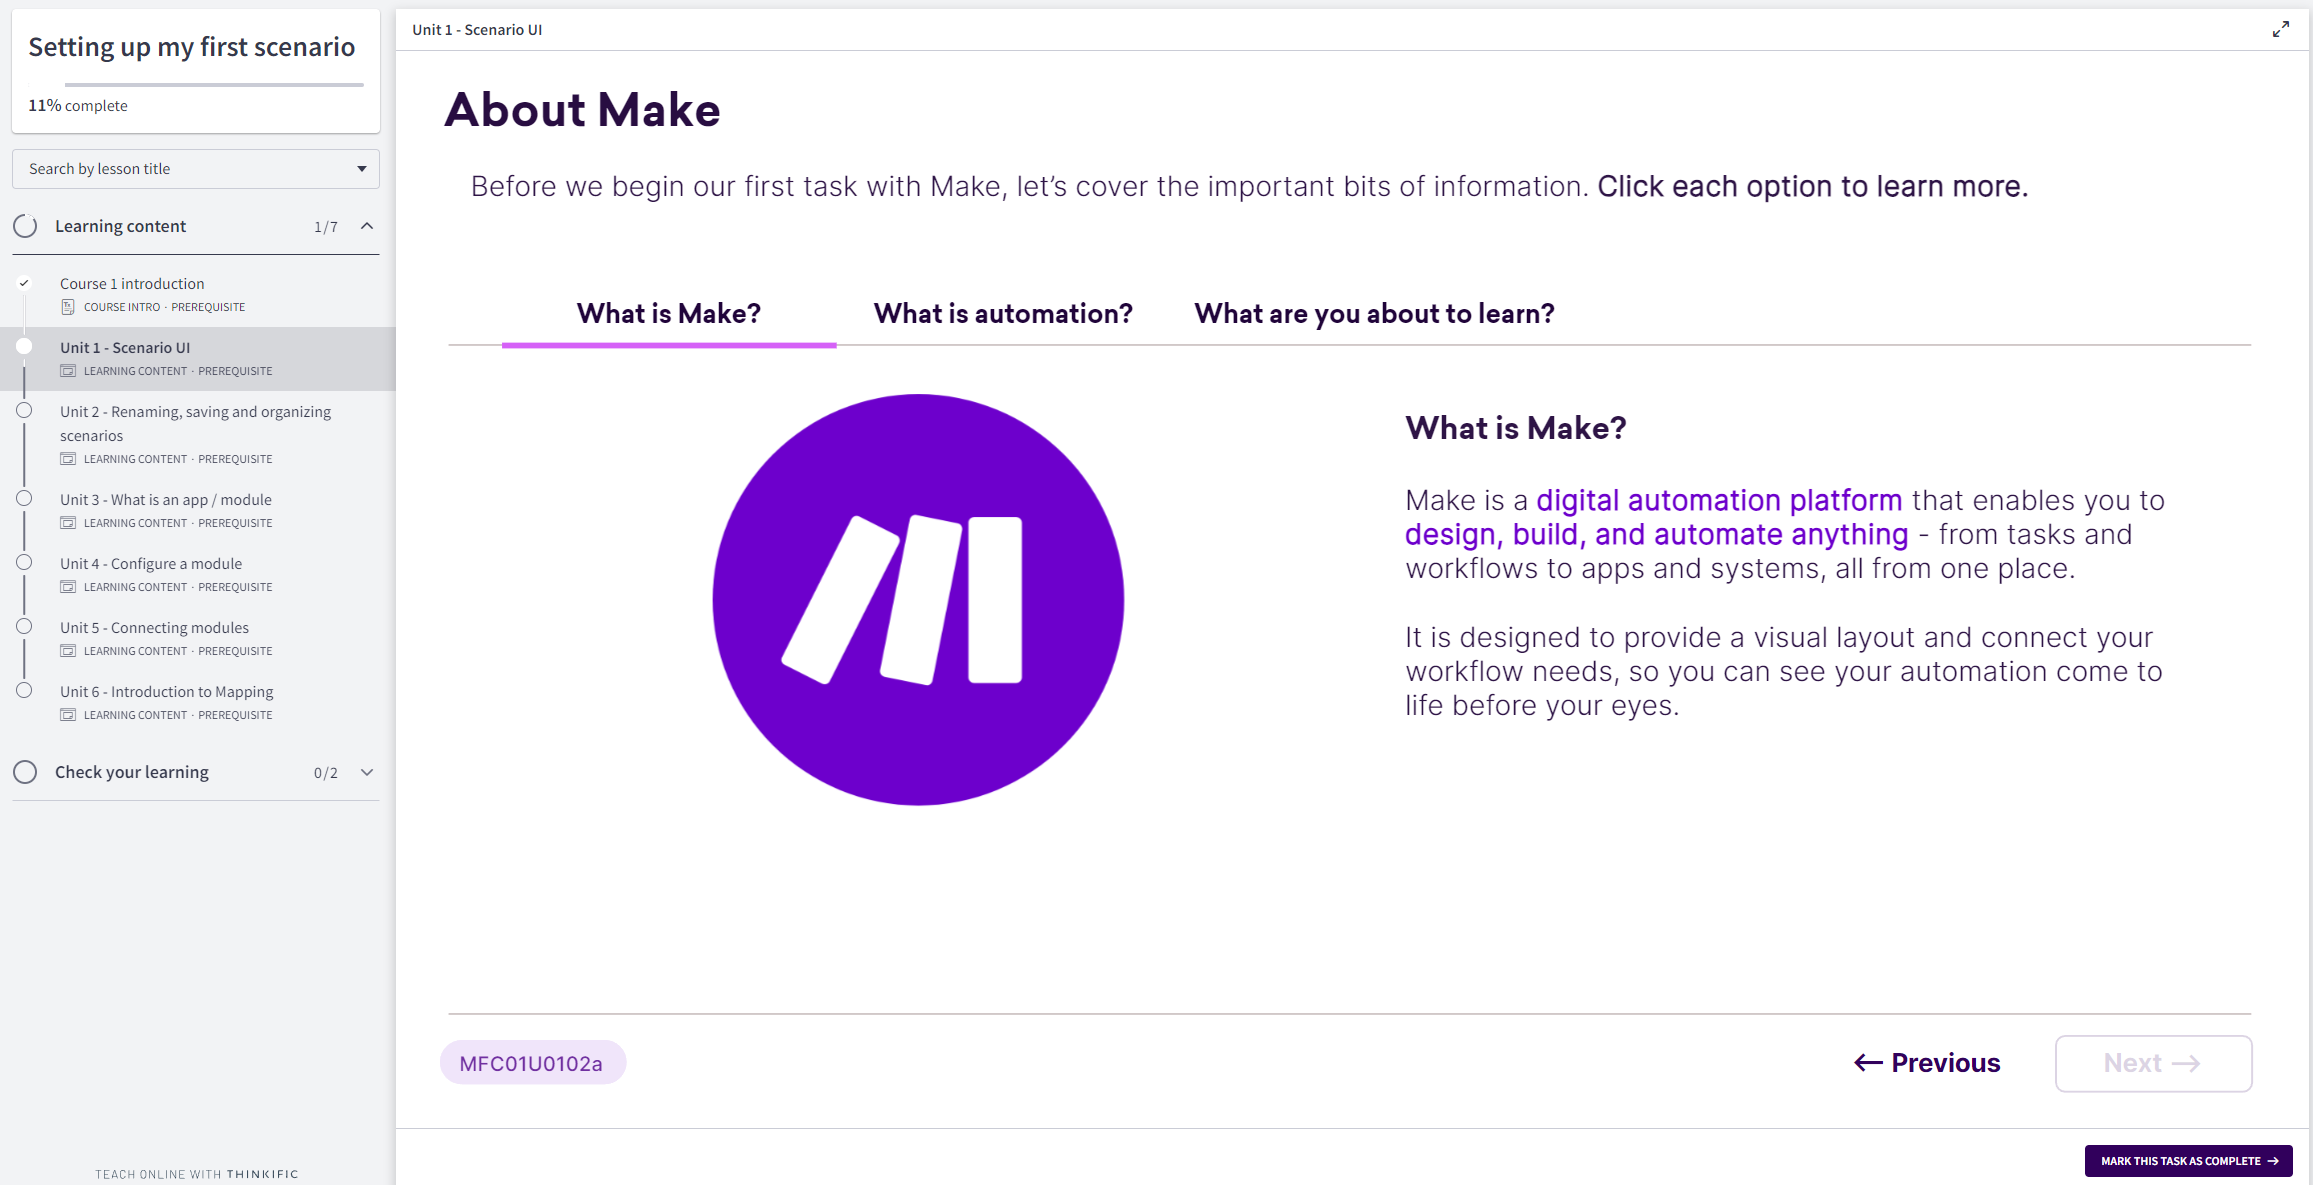 Setting up my first scenario
11% complete
Search by lesson title
Learning content 1/7
Course 1 introduction
COURSE INTRO · PREREQUISITE
Unit 1 - Scenario UI
LEARNING CONTENT · PREREQUISITE
Unit 2 - Renaming, saving and organizing
scenarios
LEARNING CONTENT · PREREQUISITE
Unit 3 - What is an app / module
LEARNING CONTENT · PREREQUISITE
Unit 4 - Configure a module
LEARNING CONTENT · PREREQUISITE
Unit 5 - Connecting modules
LEARNING CONTENT · PREREQUISITE
Unit 6 - Introduction to Mapping
LEARNING CONTENT · PREREQUISITE
Check your learning 0/2
TEACH ONLINE WITH THINKIFIC
Unit 1 - Scenario UI
About Make
Before we begin our first task with Make, let’s cover the important bits of information. Click each option to learn more.
What is Make? What is automation? What are you about to learn?
What is Make?
Make is a digital automation platform that enables you to
design, build, and automate anything - from tasks and
workflows to apps and systems, all from one place.
It is designed to provide a visual layout and connect your
workflow needs, so you can see your automation come to
life before your eyes.
MFC01U0102a
← Previous
Next →
MARK THIS TASK AS COMPLETE →